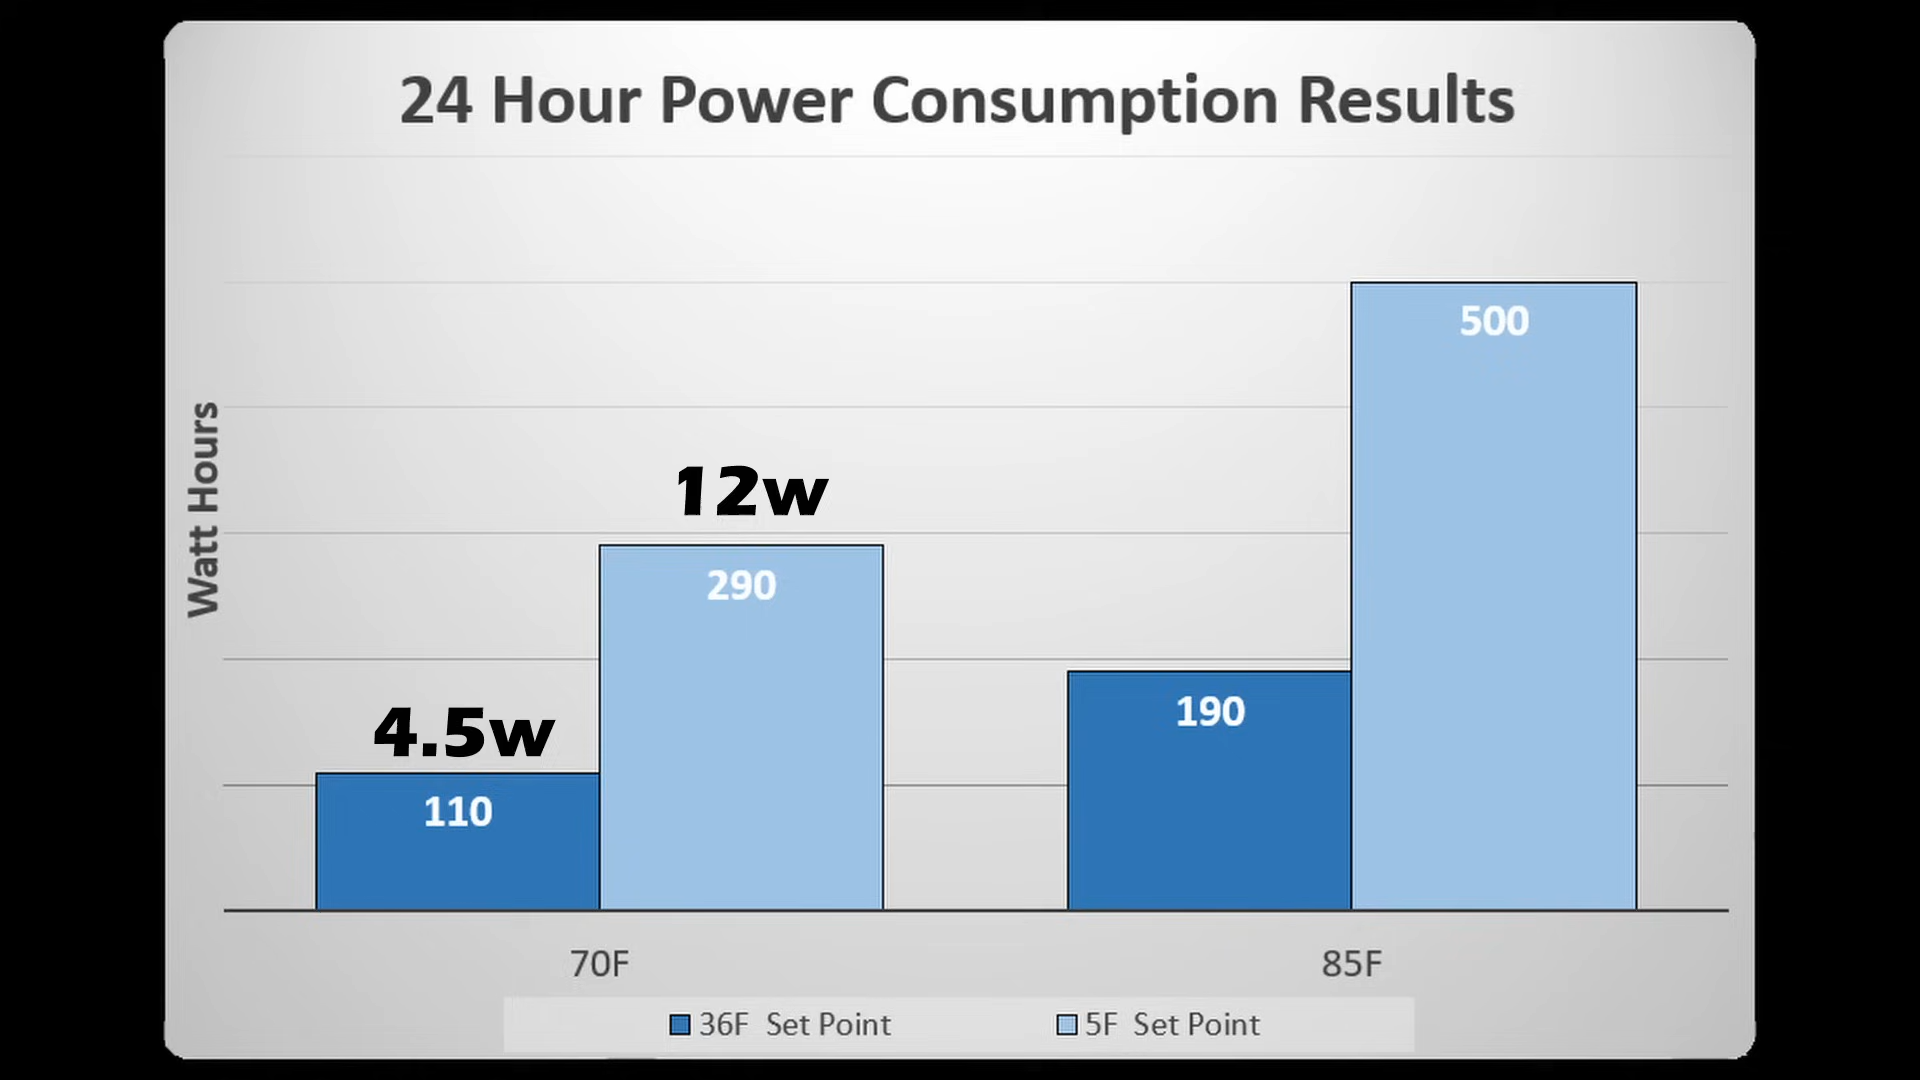 24 Hour Power Consumption Results
Watt Hours
500
12w
290
4.5w
190
110
70F
85F
36F Set Point
5F Set Point